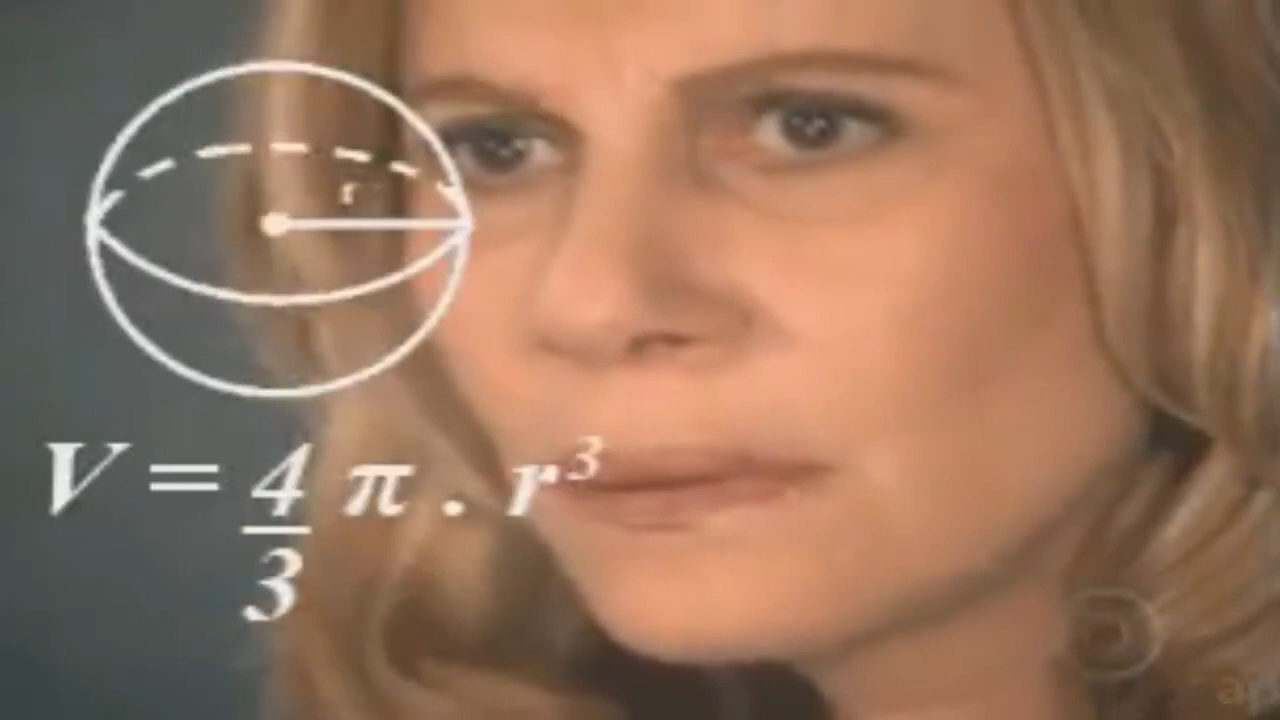 r
V = 4/3 π . r³